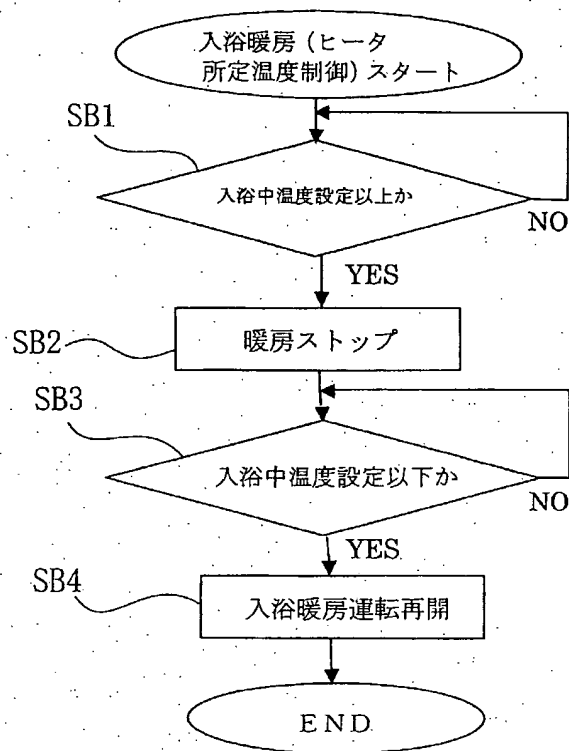 入浴暖房（ヒータ
所定温度制御）スタート
SB1
入浴中温度設定以上か
NO
YES
SB2
暖房ストップ
SB3
入浴中温度設定以下か
NO
YES
SB4
入浴暖房運転再開
END